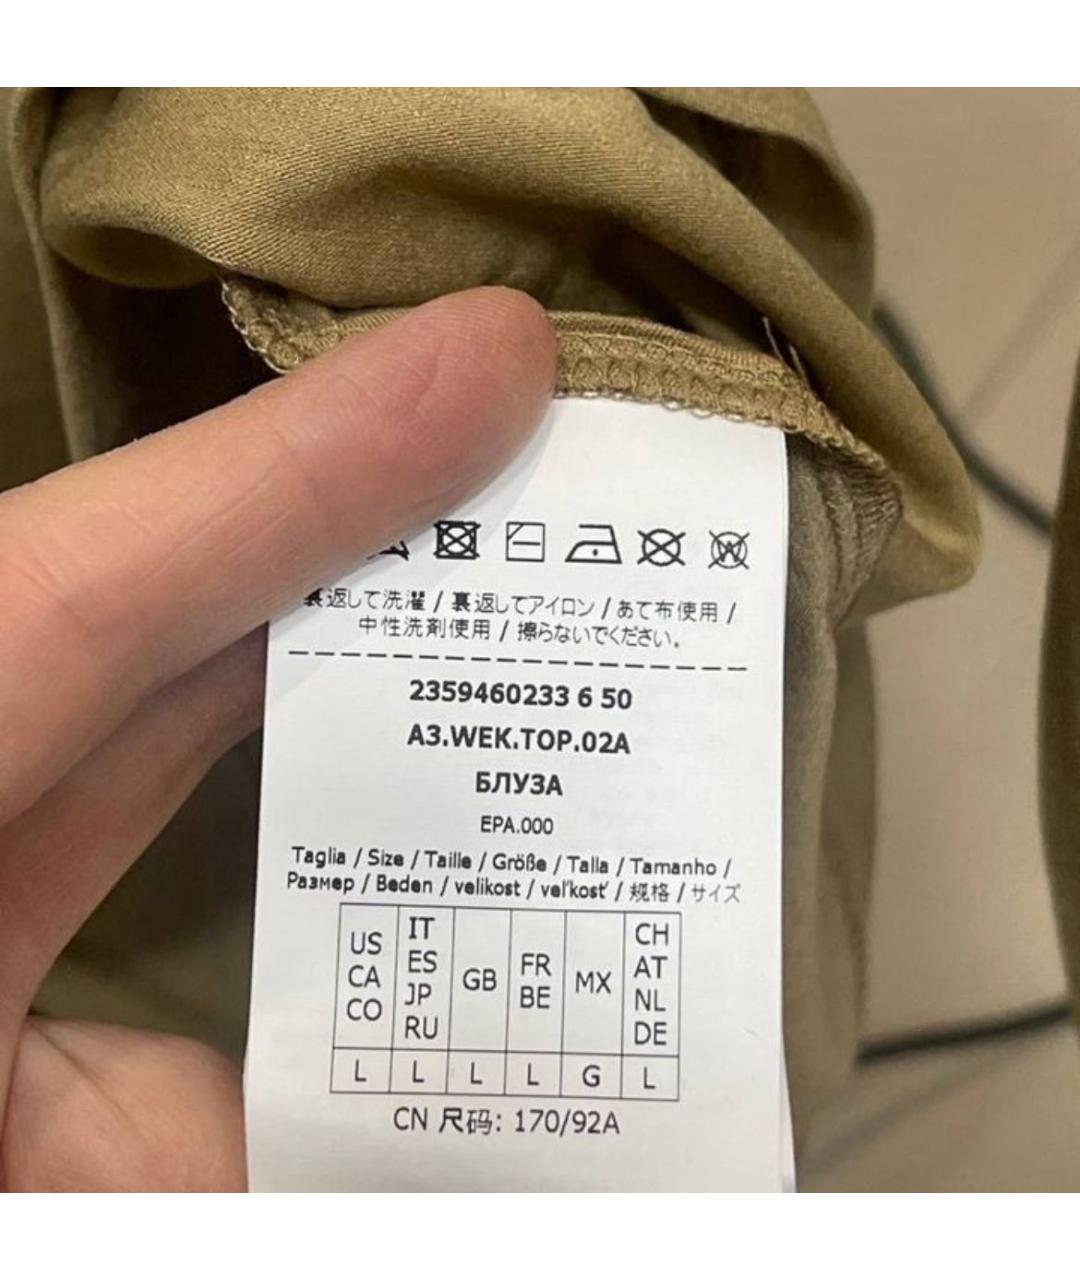 裏返して洗濯 / 裏返してアイロン / あて布使用 /
中性洗剤使用 / 擦らないでください。
2359460233 6 50
A3.WEK.TOP.02A
БЛУЗА
EPA.000
Taglia / Size / Taille / Größe / Talla / Tamanho /
Размер / Beden / velikost / veľkosť / 规格 / サイズ
US CA CO
IT ES JP RU
GB
FR BE
MX
CH AT NL DE
L L L L G L
CN 尺码: 170/92A